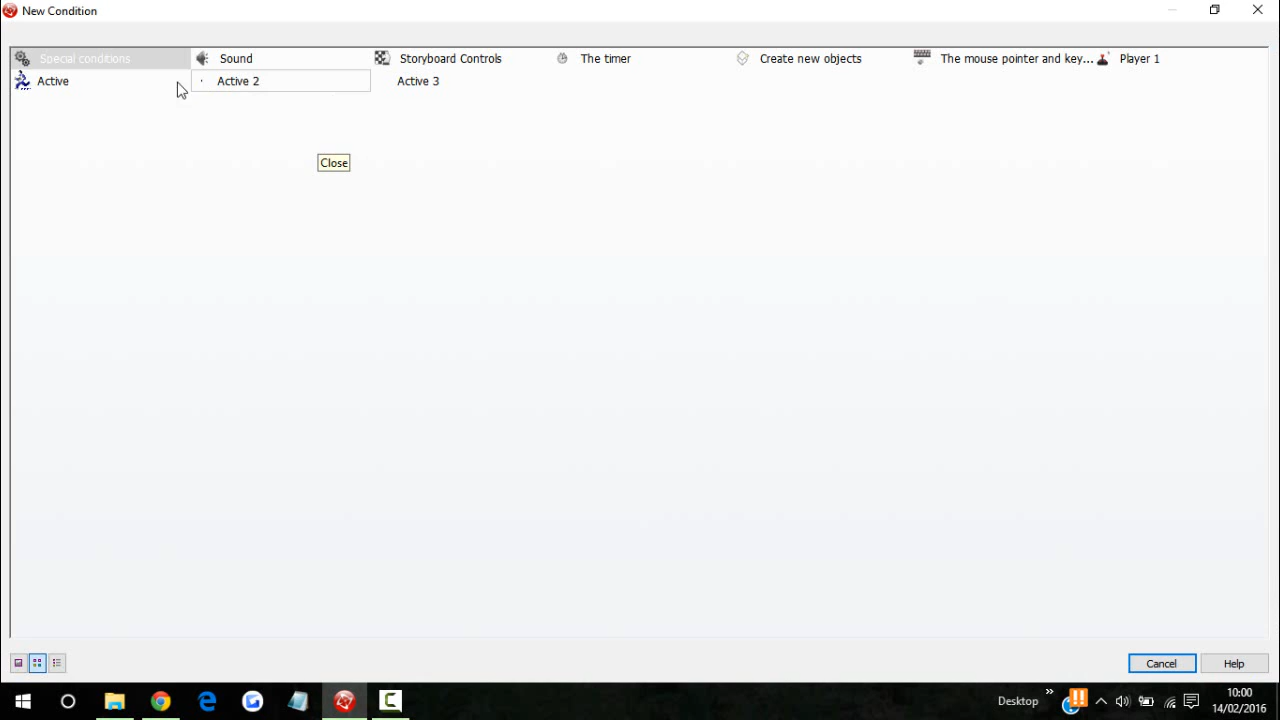 New Condition
Special conditions Sound Storyboard Controls The timer Create new objects The mouse pointer and key... Player 1
Active Active 2 Active 3
Close
Cancel Help
Desktop 10:00
14/02/2016